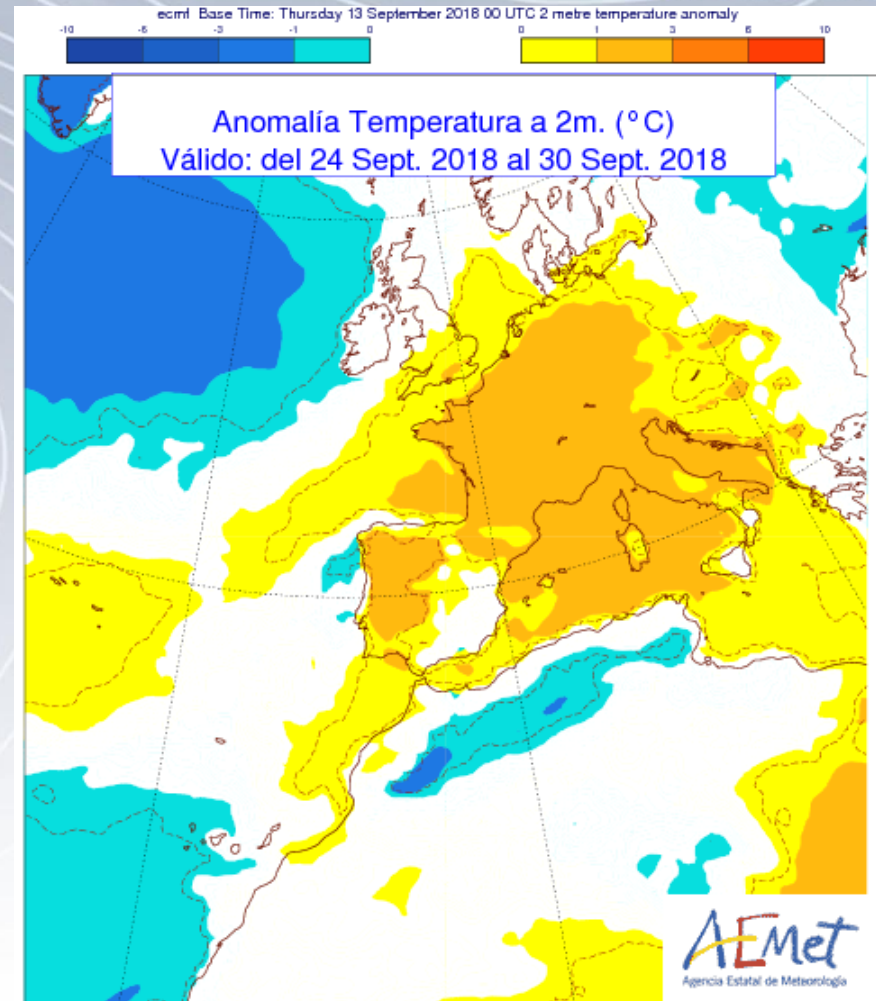 ecmf Base Time: Thursday 13 September 2018 00 UTC 2 metre temperature anomaly
-10 -6 -3 -1 0 0 1 3 6 10
Anomalía Temperatura a 2m. (º C)
Válido: del 24 Sept. 2018 al 30 Sept. 2018
AEMet
Agencia Estatal de Meteorología